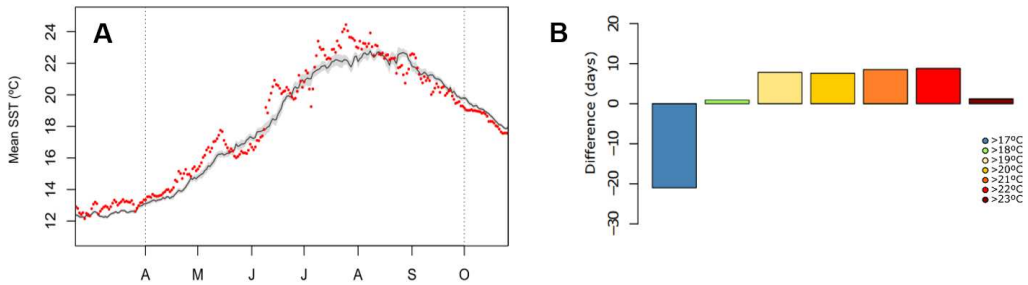 A
Mean SST (ºC)
24
22
20
18
16
14
12
A M J J A S O
B
Difference (days)
20
10
0
−10
−20
−30
>17ºC
>18ºC
>19ºC
>20ºC
>21ºC
>22ºC
>23ºC